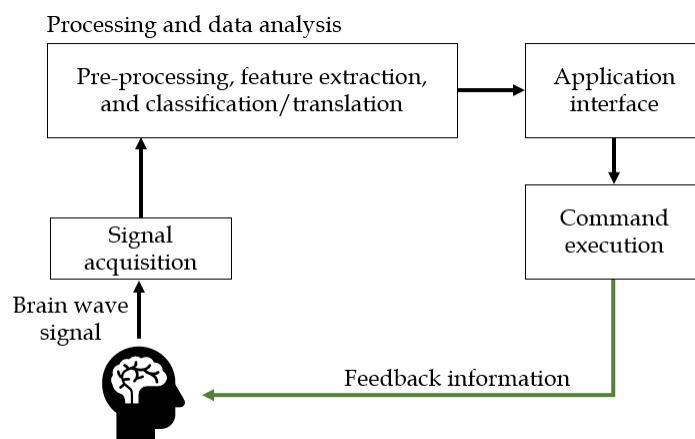 Processing and data analysis
Pre-processing, feature extraction,
and classification/translation
Application
interface
Command
execution
Signal
acquisition
Brain wave
signal
Feedback information